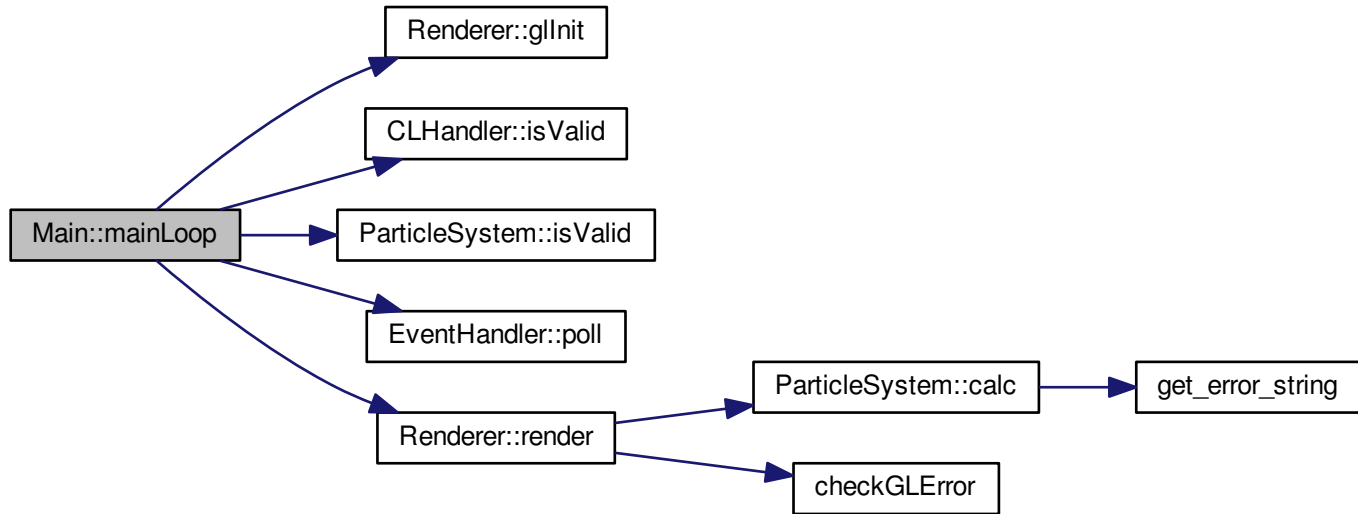 Renderer::glInit
CLHandler::isValid
Main::mainLoop
ParticleSystem::isValid
EventHandler::poll
ParticleSystem::calc
get_error_string
Renderer::render
checkGLError